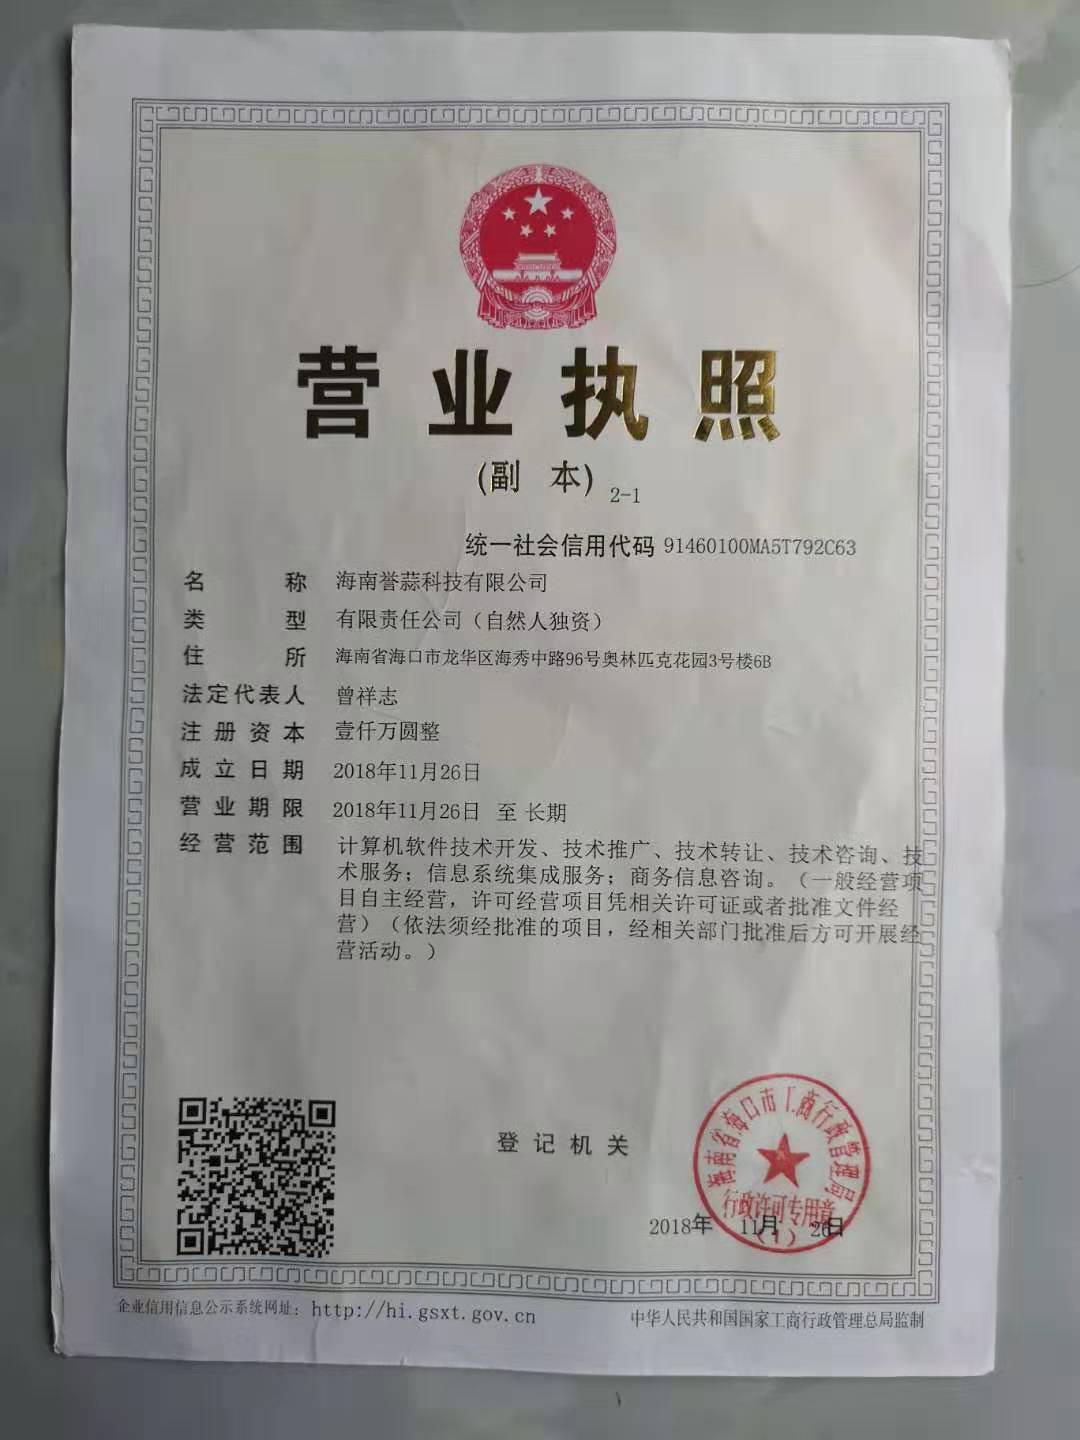 营业执照
(副 本) 2-1
统一社会信用代码 91460100MA5T792C63
名称 海南誉蕊科技有限公司
类型 有限责任公司（自然人独资）
住所 海南省海口市龙华区海秀中路96号奥林匹克花园3号楼6B
法定代表人 曾祥志
注册资本 壹仟万圆整
成立日期 2018年11月26日
营业期限 2018年11月26日 至 长期
经营范围 计算机软件技术开发、技术推广、技术转让、技术咨询、技
术服务；信息系统集成服务；商务信息咨询。（一般经营项
目自主经营，许可经营项目凭相关许可证或者批准文件经
营）（依法须经批准的项目，经相关部门批准后方可开展经
营活动。）
登记机关
海南省海口市工商行政管理局
行政许可专用章
(1)
2018年 11月 26日
企业信用信息公示系统网址：http://hi.gsxt.gov.cn
中华人民共和国国家工商行政管理总局监制